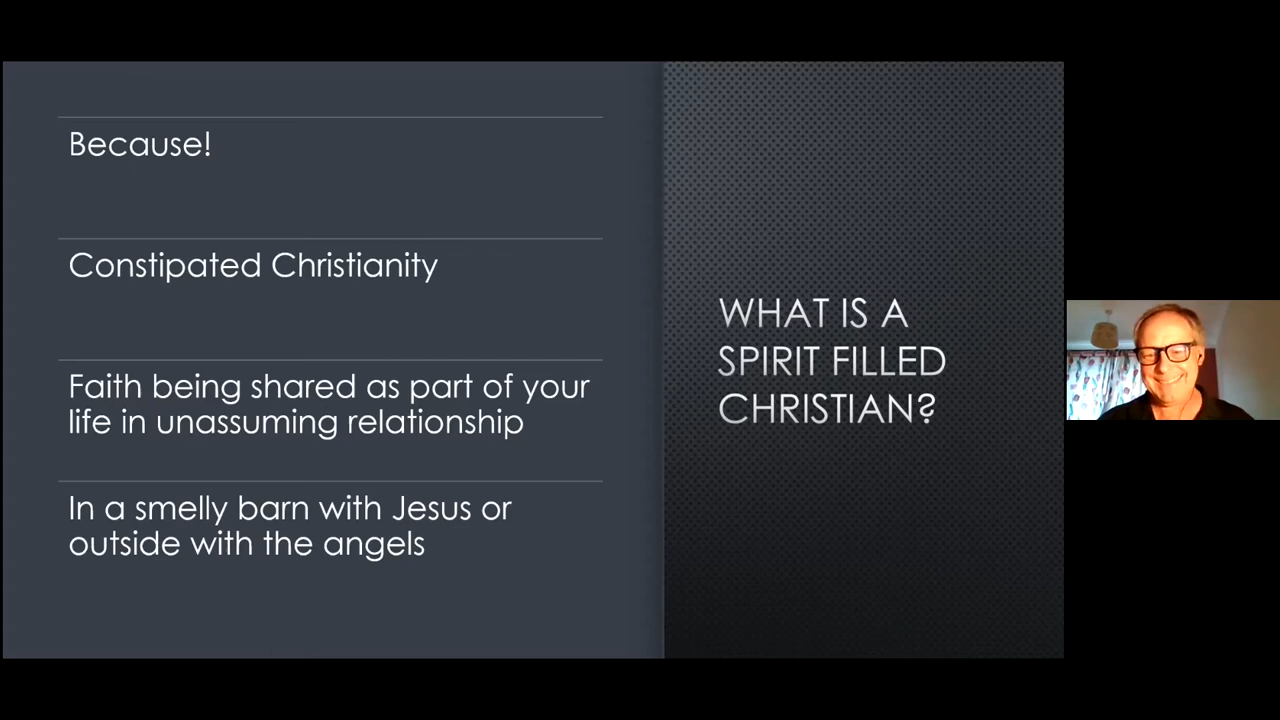 Because!
Constipated Christianity
Faith being shared as part of your
life in unassuming relationship
In a smelly barn with Jesus or
outside with the angels
WHAT IS A
SPIRIT FILLED
CHRISTIAN?